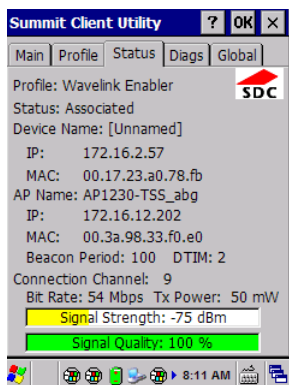 Summit Client Utility ? OK ×
Main Profile Status Diags Global
Profile: Wavelink Enabler
SDC
Status: Associated
Device Name: [Unnamed]
IP: 172.16.2.57
MAC: 00.17.23.a0.78.fb
AP Name: AP1230-TSS_abg
IP: 172.16.12.202
MAC: 00.3a.98.33.f0.e0
Beacon Period: 100 DTIM: 2
Connection Channel: 9
Bit Rate: 54 Mbps Tx Power: 50 mW
Signal Strength: -75 dBm
Signal Quality: 100 %
8:11 AM